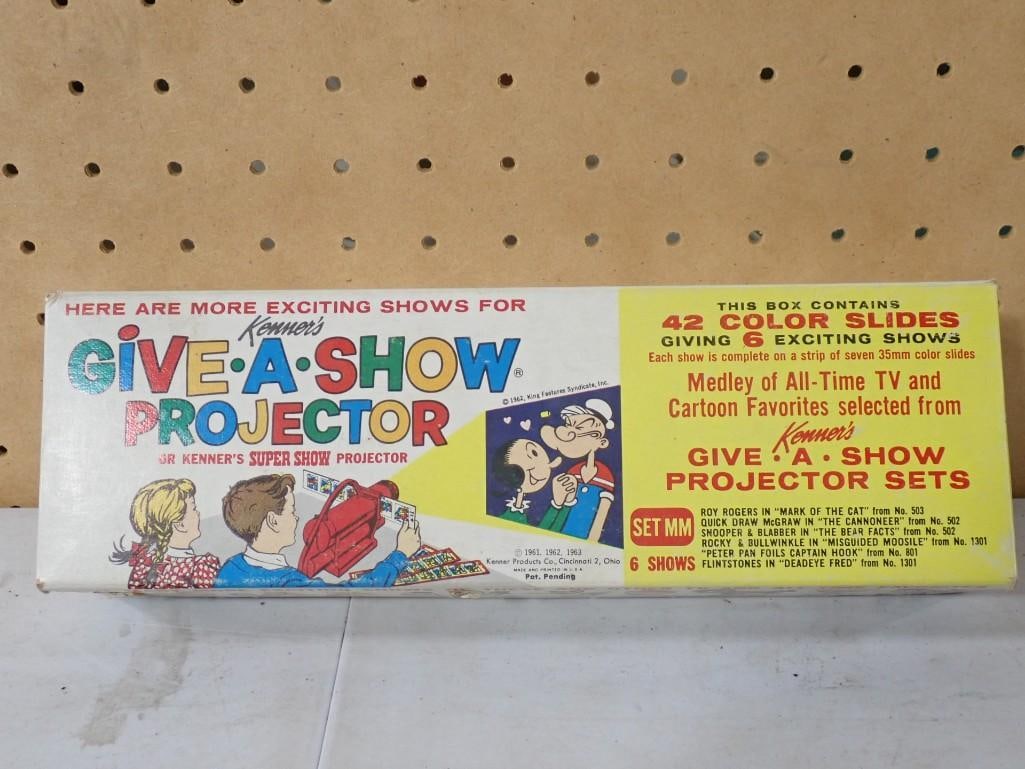 HERE ARE MORE EXCITING SHOWS FOR
Kenner's
GiVE·A·SHOW®
PROJECTOR
OR KENNER'S SUPER SHOW PROJECTOR
© 1962, King Features Syndicate, Inc.
© 1961, 1962, 1963
Kenner Products Co., Cincinnati 2, Ohio
MADE AND PRINTED IN U.S.A.
Pat. Pending
THIS BOX CONTAINS
42 COLOR SLIDES
GIVING 6 EXCITING SHOWS
Each show is complete on a strip of seven 35mm color slides
Medley of All-Time TV and
Cartoon Favorites selected from
Kenner's
GIVE·A·SHOW
PROJECTOR SETS
SET MM
6 SHOWS
ROY ROGERS IN "MARK OF THE CAT" from No. 503
QUICK DRAW McGRAW IN "THE CANNONEER" from No. 502
SNOOPER & BLABBER IN "THE BEAR FACTS" from No. 502
ROCKY & BULLWINKLE IN "MISGUIDED MOOSILE" from No. 1301
"PETER PAN FOILS CAPTAIN HOOK" from No. 801
FLINTSTONES IN "DEADEYE FRED" from No. 1301